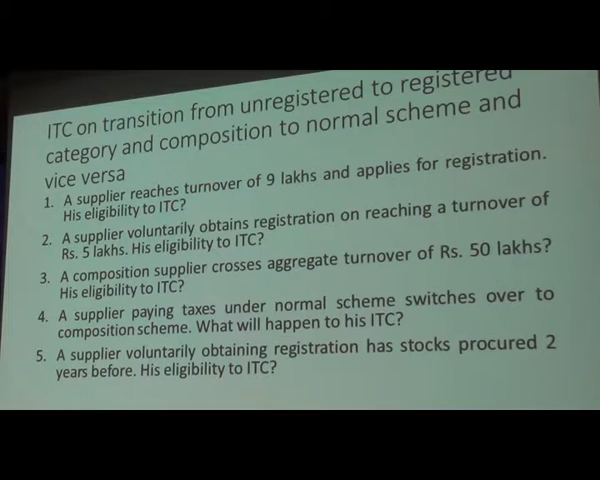 ITC on transition from unregistered to registered
category and composition to normal scheme and
vice versa
1. A supplier reaches turnover of 9 lakhs and applies for registration.
His eligibility to ITC?
2. A supplier voluntarily obtains registration on reaching a turnover of
Rs. 5 lakhs. His eligibility to ITC?
3. A composition supplier crosses aggregate turnover of Rs. 50 lakhs?
His eligibility to ITC?
4. A supplier paying taxes under normal scheme switches over to
composition scheme. What will happen to his ITC?
5. A supplier voluntarily obtaining registration has stocks procured 2
years before. His eligibility to ITC?